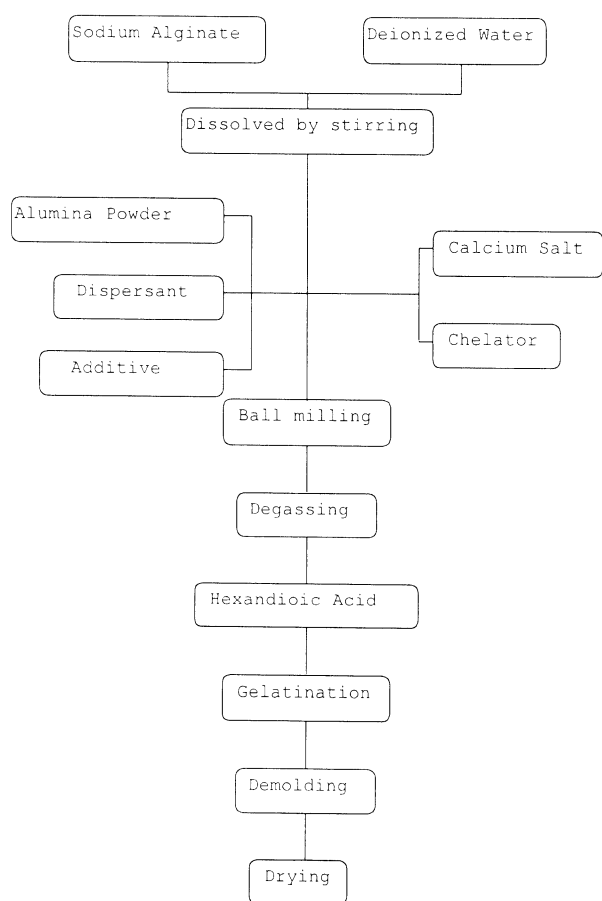 Sodium Alginate
Deionized Water
Dissolved by stirring
Alumina Powder
Calcium Salt
Dispersant
Chelator
Additive
Ball milling
Degassing
Hexandioic Acid
Gelatination
Demolding
Drying